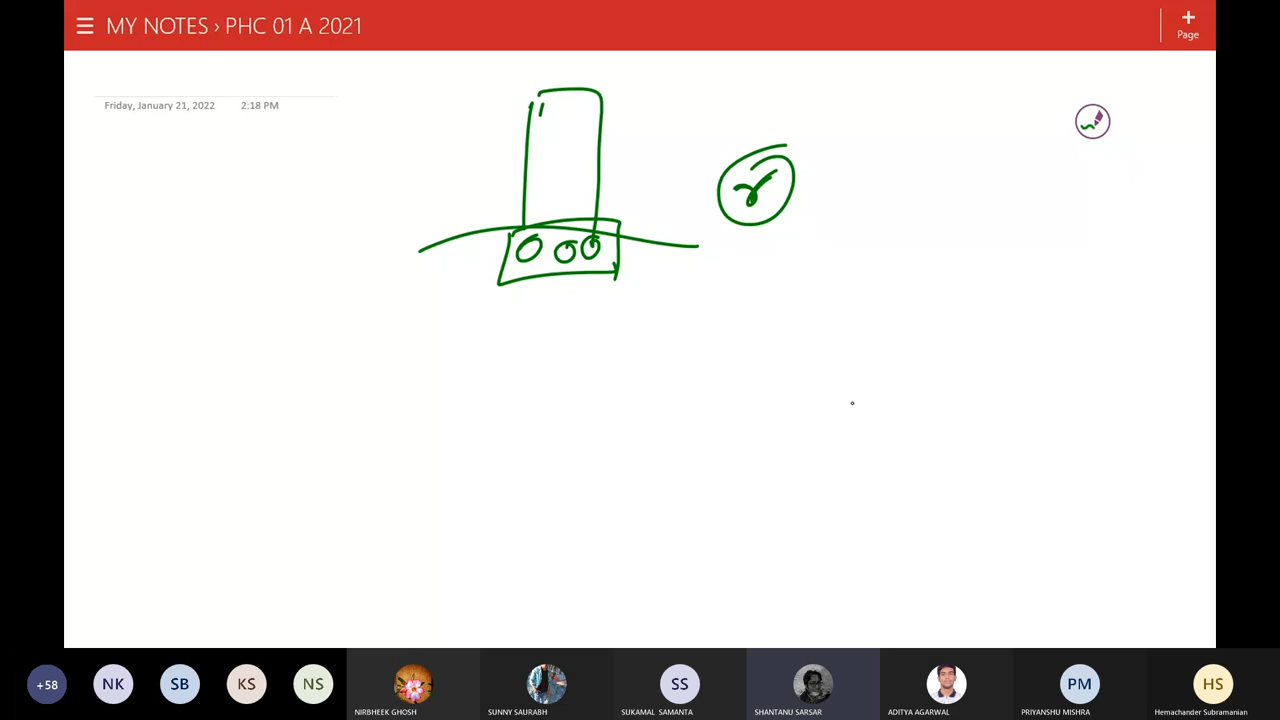 MY NOTES › PHC 01 A 2021
Page
Friday, January 21, 2022 2:18 PM
+58
NK
SB
KS
NS
SS
PM
HS
NIRBHEEK GHOSH
SUNNY SAURABH
SUKAMAL SAMANTA
SHANTANU SARSAR
ADITYA AGARWAL
PRIYANSHU MISHRA
Hemachander Subramanian